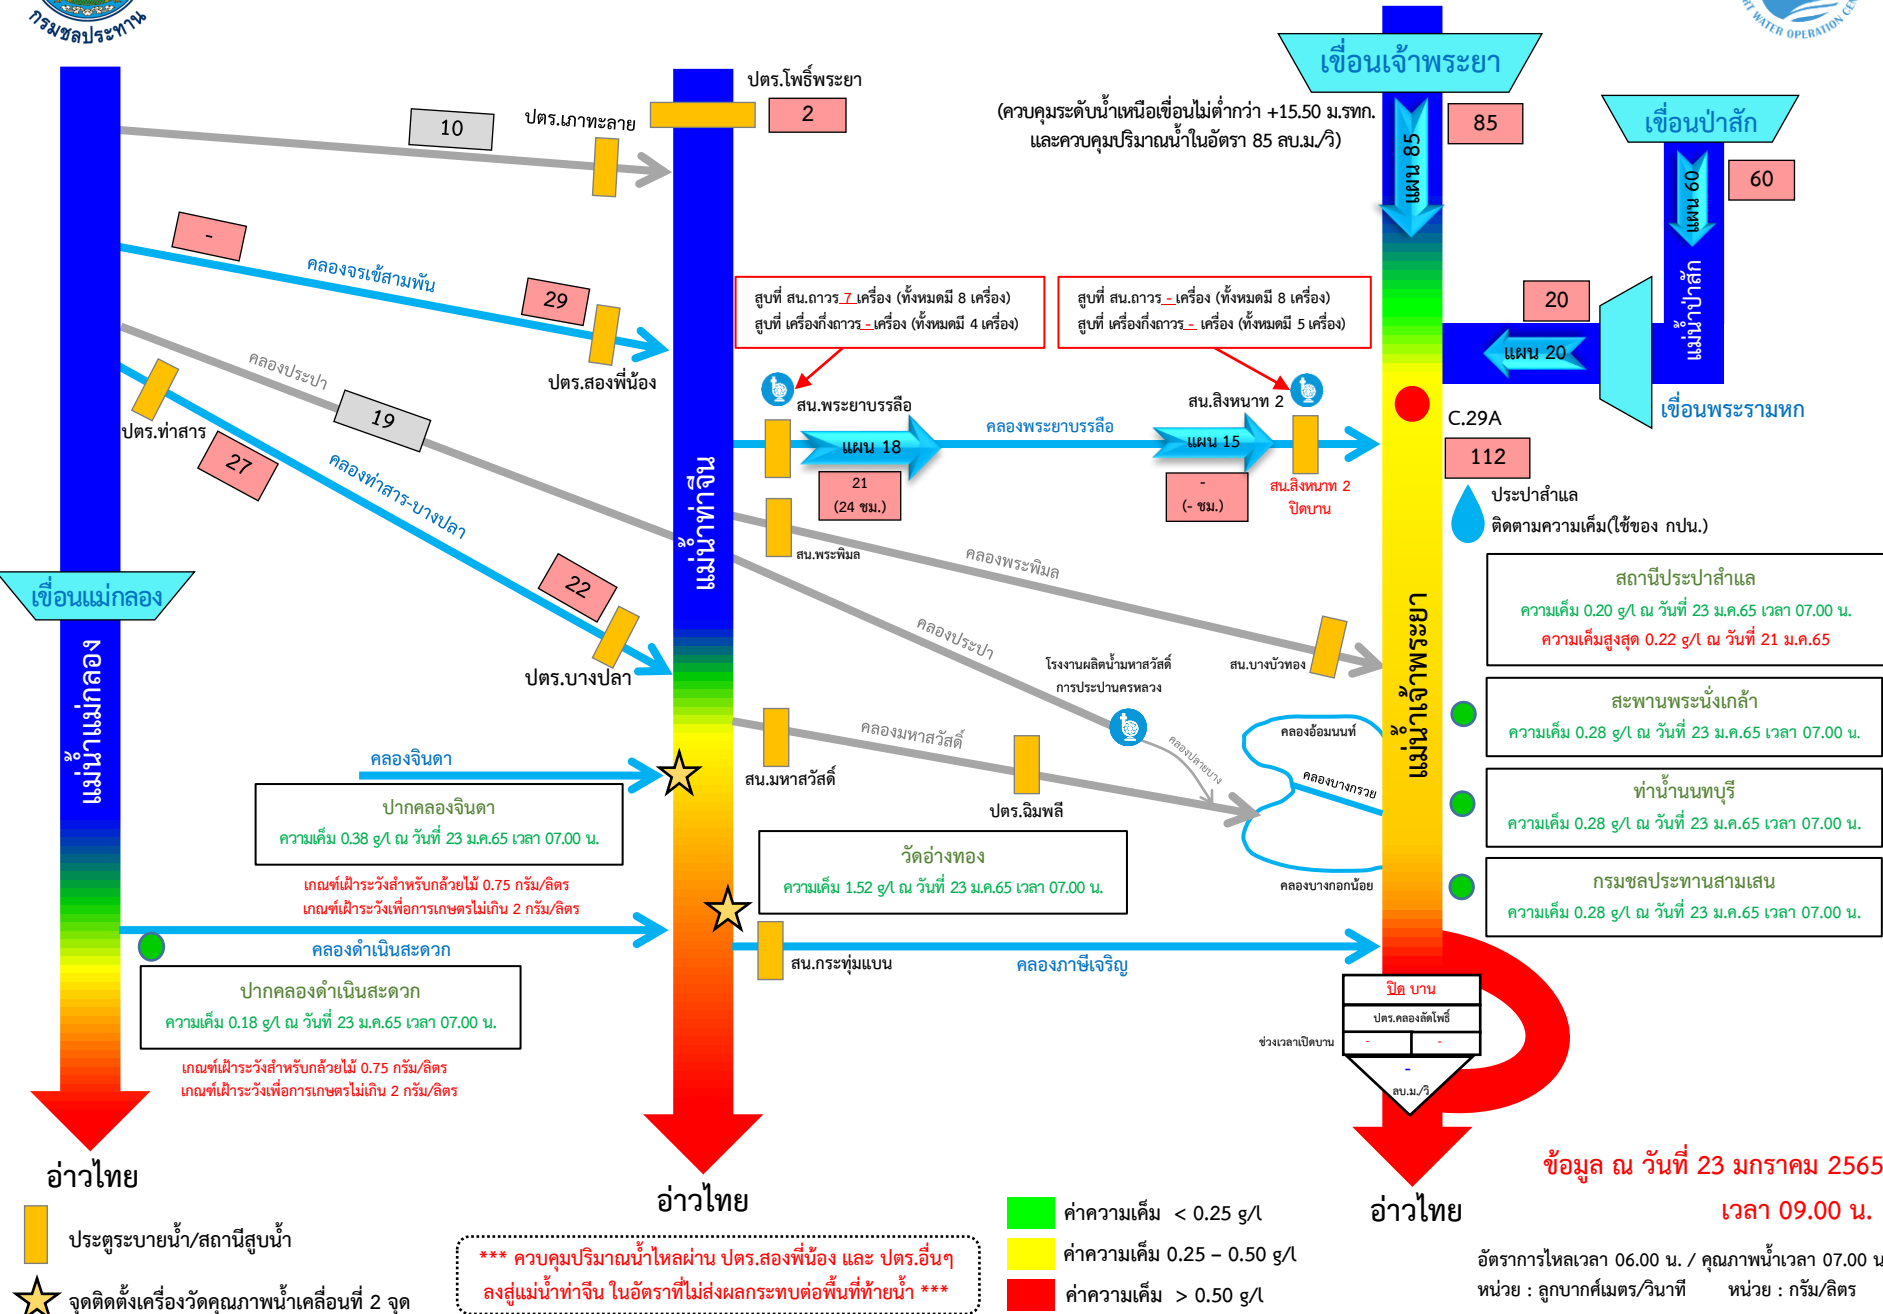 กรมชลประทาน
RT WATER OPERATION CEN
ปตร.โพธิ์พระยา
2
10
ปตร.เภาทะลาย
เขื่อนเจ้าพระยา
(ควบคุมระดับน้ำเหนือเขื่อนไม่ต่ำกว่า +15.50 ม.รทก.
และควบคุมปริมาณน้ำในอัตรา 85 ลบ.ม./วิ)
85
แผน 85
เขื่อนป่าสัก
แผน 60
60
แม่น้ำป่าสัก
20
แผน 20
เขื่อนพระรามหก
-
คลองจรเข้สามพัน
29
ปตร.สองพี่น้อง
สูบที่ สน.ถาวร 7 เครื่อง (ทั้งหมดมี 8 เครื่อง)
สูบที่ เครื่องกึ่งถาวร - เครื่อง (ทั้งหมดมี 4 เครื่อง)
สูบที่ สน.ถาวร - เครื่อง (ทั้งหมดมี 8 เครื่อง)
สูบที่ เครื่องกึ่งถาวร - เครื่อง (ทั้งหมดมี 5 เครื่อง)
คลองประปา
19
ปตร.ท่าสาร
27
คลองท่าสาร-บางปลา
22
ปตร.บางปลา
สน.พระยาบรรลือ
แผน 18
21
(24 ชม.)
คลองพระยาบรรลือ
สน.สิงหนาท 2
แผน 15
-
(- ชม.)
สน.สิงหนาท 2
ปิดบาน
C.29A
112
ประปาสำแล
ติดตามความเค็ม(ใช้ของ กปน.)
แม่น้ำท่าจีน
สน.พระพิมล
คลองพระพิมล
คลองประปา
สน.บางบัวทอง
แม่น้ำเจ้าพระยา
สถานีประปาสำแล
ความเค็ม 0.20 g/l ณ วันที่ 23 ม.ค.65 เวลา 07.00 น.
ความเค็มสูงสุด 0.22 g/l ณ วันที่ 21 ม.ค.65
เขื่อนแม่กลอง
แม่น้ำแม่กลอง
โรงงานผลิตน้ำมหาสวัสดิ์
การประปานครหลวง
สะพานพระนั่งเกล้า
ความเค็ม 0.28 g/l ณ วันที่ 23 ม.ค.65 เวลา 07.00 น.
คลองมหาสวัสดิ์
สน.มหาสวัสดิ์
ปตร.ฉิมพลี
คลองปลายบาง
คลองอ้อมนนท์
คลองบางกรวย
คลองบางกอกน้อย
ท่าน้ำนนทบุรี
ความเค็ม 0.28 g/l ณ วันที่ 23 ม.ค.65 เวลา 07.00 น.
กรมชลประทานสามเสน
ความเค็ม 0.28 g/l ณ วันที่ 23 ม.ค.65 เวลา 07.00 น.
คลองจินดา
ปากคลองจินดา
ความเค็ม 0.38 g/l ณ วันที่ 23 ม.ค.65 เวลา 07.00 น.
เกณฑ์เฝ้าระวังสำหรับกล้วยไม้ 0.75 กรัม/ลิตร
เกณฑ์เฝ้าระวังเพื่อการเกษตรไม่เกิน 2 กรัม/ลิตร
วัดอ่างทอง
ความเค็ม 1.52 g/l ณ วันที่ 23 ม.ค.65 เวลา 07.00 น.
คลองดำเนินสะดวก
ปากคลองดำเนินสะดวก
ความเค็ม 0.18 g/l ณ วันที่ 23 ม.ค.65 เวลา 07.00 น.
เกณฑ์เฝ้าระวังสำหรับกล้วยไม้ 0.75 กรัม/ลิตร
เกณฑ์เฝ้าระวังเพื่อการเกษตรไม่เกิน 2 กรัม/ลิตร
สน.กระทุ่มแบน
คลองภาษีเจริญ
ปิด บาน
ปตร.คลองลัดโพธิ์
ช่วงเวลาเปิดบาน
-
-
-
ลบ.ม./วิ
อ่าวไทย
อ่าวไทย
อ่าวไทย
ข้อมูล ณ วันที่ 23 มกราคม 2565
เวลา 09.00 น.
ประตูระบายน้ำ/สถานีสูบน้ำ
จุดติดตั้งเครื่องวัดคุณภาพน้ำเคลื่อนที่ 2 จุด
*** ควบคุมปริมาณน้ำไหลผ่าน ปตร.สองพี่น้อง และ ปตร.อื่นๆ
ลงสู่แม่น้ำท่าจีน ในอัตราที่ไม่ส่งผลกระทบต่อพื้นที่ท้ายน้ำ ***
ค่าความเค็ม < 0.25 g/l
ค่าความเค็ม 0.25 – 0.50 g/l
ค่าความเค็ม > 0.50 g/l
อัตราการไหลเวลา 06.00 น. / คุณภาพน้ำเวลา 07.00 น
หน่วย : ลูกบาศก์เมตร/วินาที หน่วย : กรัม/ลิตร